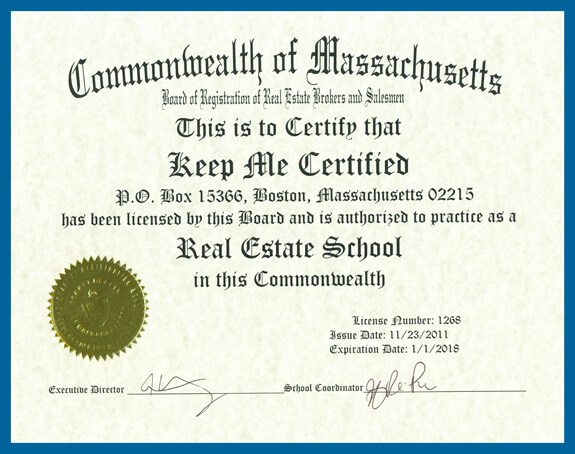 Commonwealth of Massachusetts
Board of Registration of Real Estate Brokers and Salesmen
This is to Certify that
Keep Me Certified
P.O. Box 15366, Boston, Massachusetts 02215
has been licensed by this Board and is authorized to practice as a
Real Estate School
in this Commonwealth
License Number: 1268
Issue Date: 11/23/2011
Expiration Date: 1/1/2018
Executive Director
School Coordinator